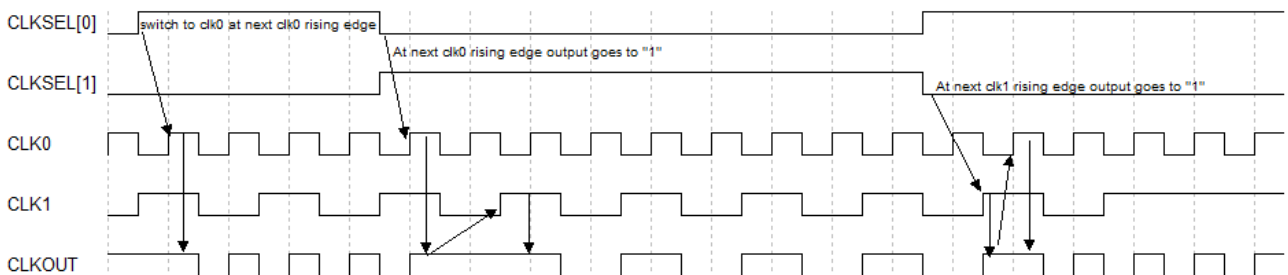 CLKSEL[0]
switch to clk0 at next clk0 rising edge
At next clk0 rising edge output goes to "1"
CLKSEL[1]
At next clk1 rising edge output goes to "1"
CLK0
CLK1
CLKOUT